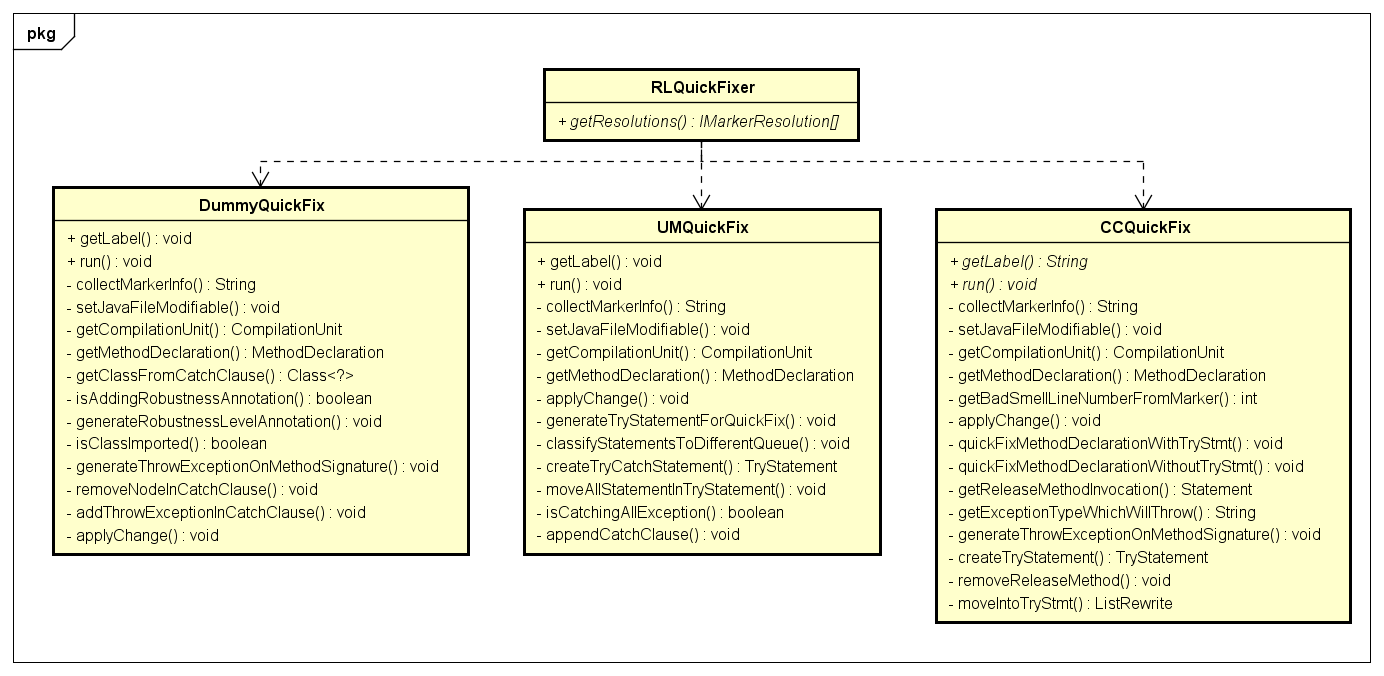 pkg
RLQuickFixer
+ getResolutions() : IMarkerResolution[]
DummyQuickFix
+ getLabel() : void
+ run() : void
- collectMarkerInfo() : String
- setJavaFileModifiable() : void
- getCompilationUnit() : CompilationUnit
- getMethodDeclaration() : MethodDeclaration
- getClassFromCatchClause() : Class<?>
- isAddingRobustnessAnnotation() : boolean
- generateRobustnessLevelAnnotation() : void
- isClassImported() : boolean
- generateThrowExceptionOnMethodSignature() : void
- removeNodeInCatchClause() : void
- addThrowExceptionInCatchClause() : void
- applyChange() : void
UMQuickFix
+ getLabel() : void
+ run() : void
- collectMarkerInfo() : String
- setJavaFileModifiable() : void
- getCompilationUnit() : CompilationUnit
- getMethodDeclaration() : MethodDeclaration
- applyChange() : void
- generateTryStatementForQuickFix() : void
- classifyStatementsToDifferentQueue() : void
- createTryCatchStatement() : TryStatement
- moveAllStatementInTryStatement() : void
- isCatchingAllException() : boolean
- appendCatchClause() : void
CCQuickFix
+ getLabel() : String
+ run() : void
- collectMarkerInfo() : String
- setJavaFileModifiable() : void
- getCompilationUnit() : CompilationUnit
- getMethodDeclaration() : MethodDeclaration
- getBadSmellLineNumberFromMarker() : int
- applyChange() : void
- quickFixMethodDeclarationWithTryStmt() : void
- quickFixMethodDeclarationWithoutTryStmt() : void
- getReleaseMethodInvocation() : Statement
- getExceptionTypeWhichWillThrow() : String
- generateThrowExceptionOnMethodSignature() : void
- createTryStatement() : TryStatement
- removeReleaseMethod() : void
- moveIntoTryStmt() : ListRewrite